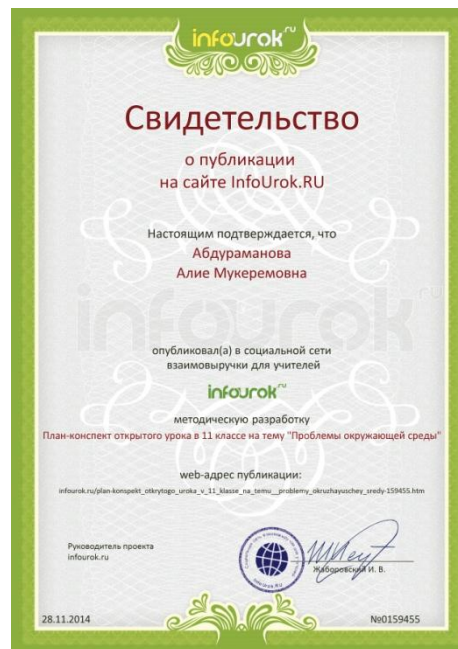 infourok.ru
Свидетельство
о публикации
на сайте InfoUrok.RU
Настоящим подтверждается, что
Абдураманова
Алие Мукеремовна
опубликовал(а) в социальной сети
взаимовыручки для учителей
infourok.ru
методическую разработку
План-конспект открытого урока в 11 классе на тему "Проблемы окружающей среды"
web-адрес публикации:
infourok.ru/plan-konspekt_otkrytogo_uroka_v_11_klasse_na_temu__problemy_okruzhayuschey_sredy-159455.htm
Руководитель проекта
infourok.ru
Жаборовский И. В.
28.11.2014
№0159455